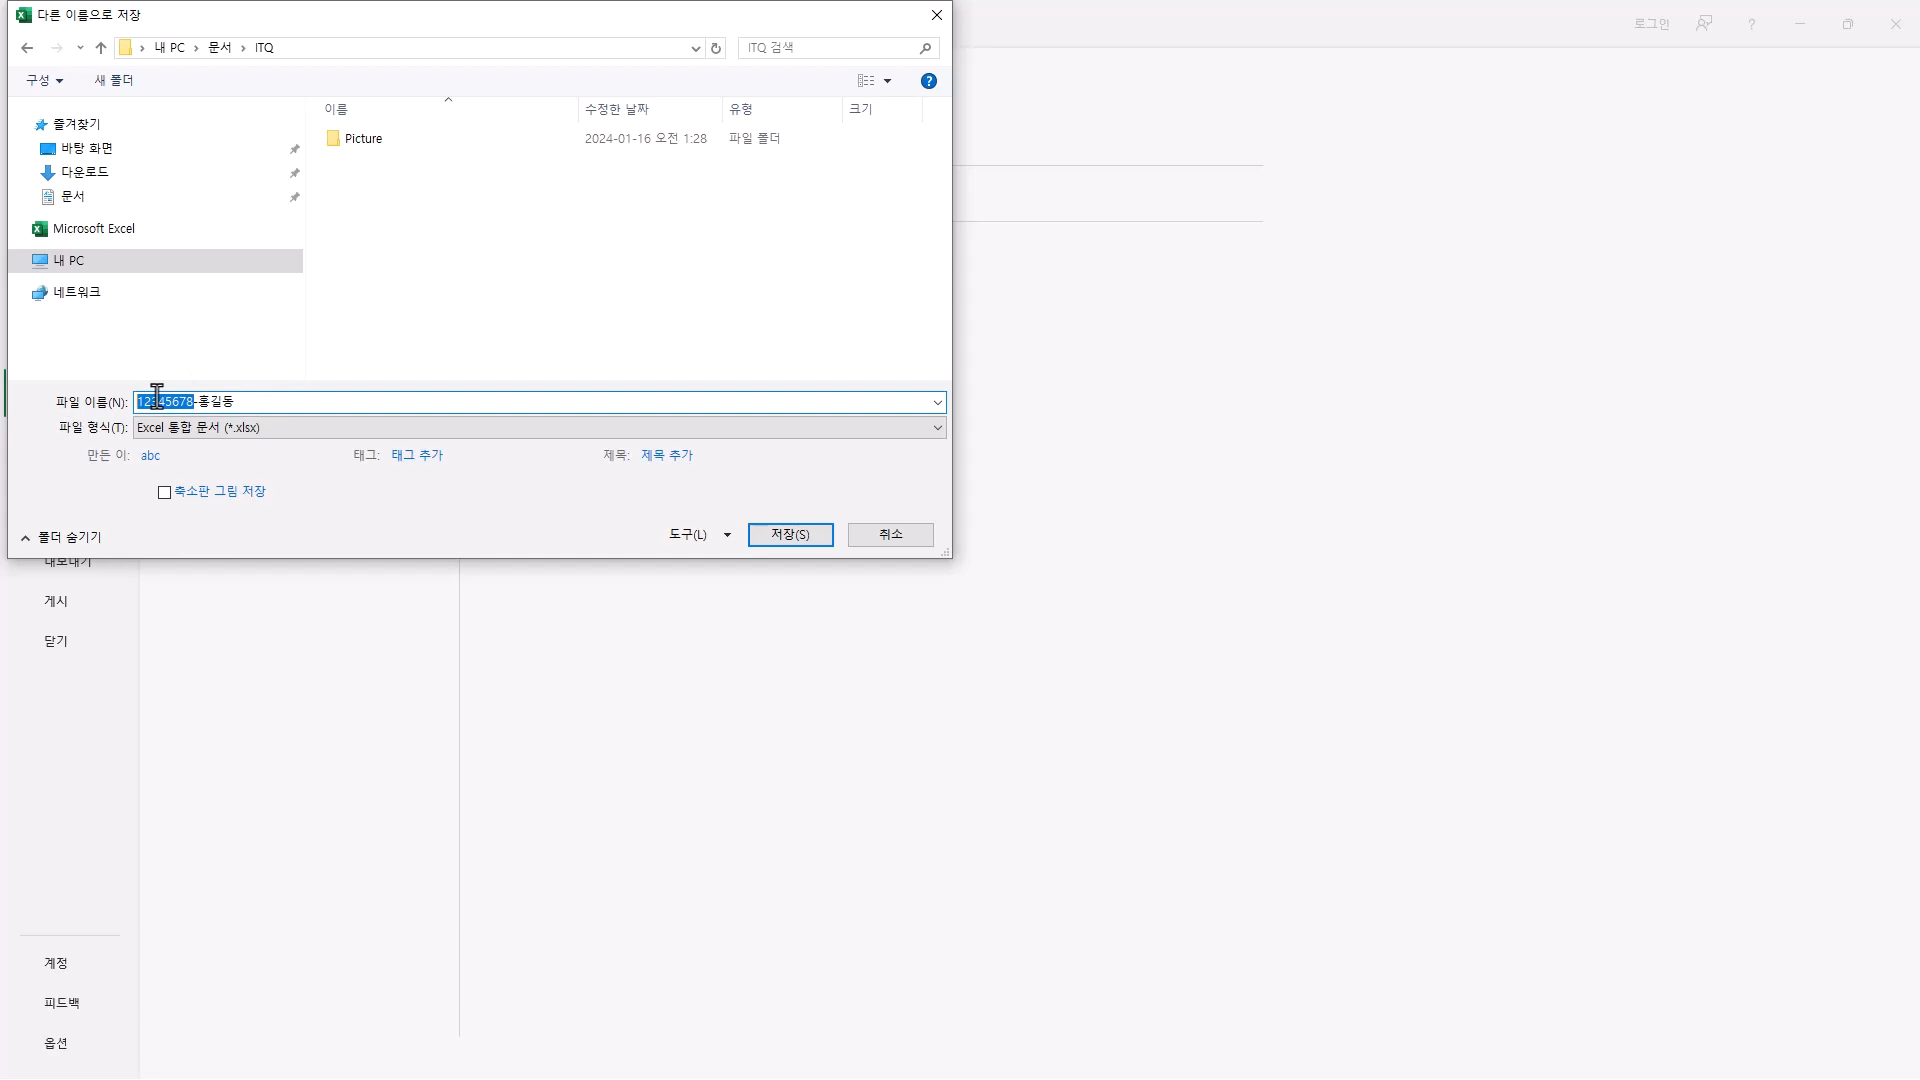 다른 이름으로 저장
로그인
?
내 PC
문서
ITQ
ITQ 검색
구성
새 폴더
?
이름
수정한 날짜
유형
크기
즐겨찾기
바탕 화면
다운로드
문서
Microsoft Excel
내 PC
네트워크
Picture
2024-01-16 오전 1:28
파일 폴더
파일 이름(N):
12345678-홍길동
파일 형식(T):
Excel 통합 문서 (*.xlsx)
만든 이:
abc
태그:
태그 추가
제목:
제목 추가
축소판 그림 저장
폴더 숨기기
도구(L)
저장(S)
취소
내보내기
게시
닫기
계정
피드백
옵션